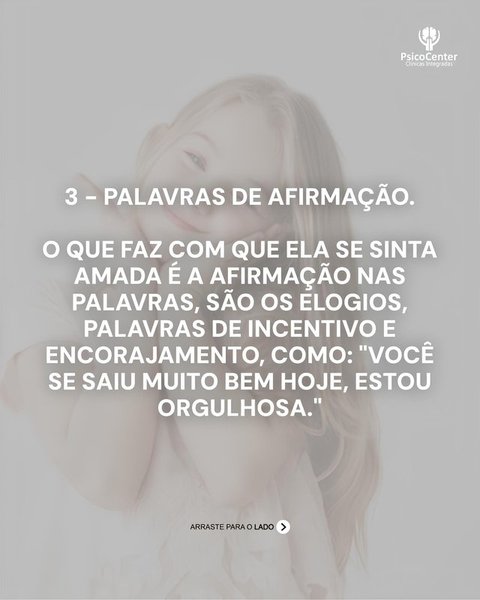 PsicoCenter
Clínicas Integradas
3 - PALAVRAS DE AFIRMAÇÃO.
O QUE FAZ COM QUE ELA SE SINTA
AMADA É A AFIRMAÇÃO NAS
PALAVRAS, SÃO OS ELOGIOS,
PALAVRAS DE INCENTIVO E
ENCORAJAMENTO, COMO: "VOCÊ
SE SAIU MUITO BEM HOJE, ESTOU
ORGULHOSA."
ARRASTE PARA O LADO